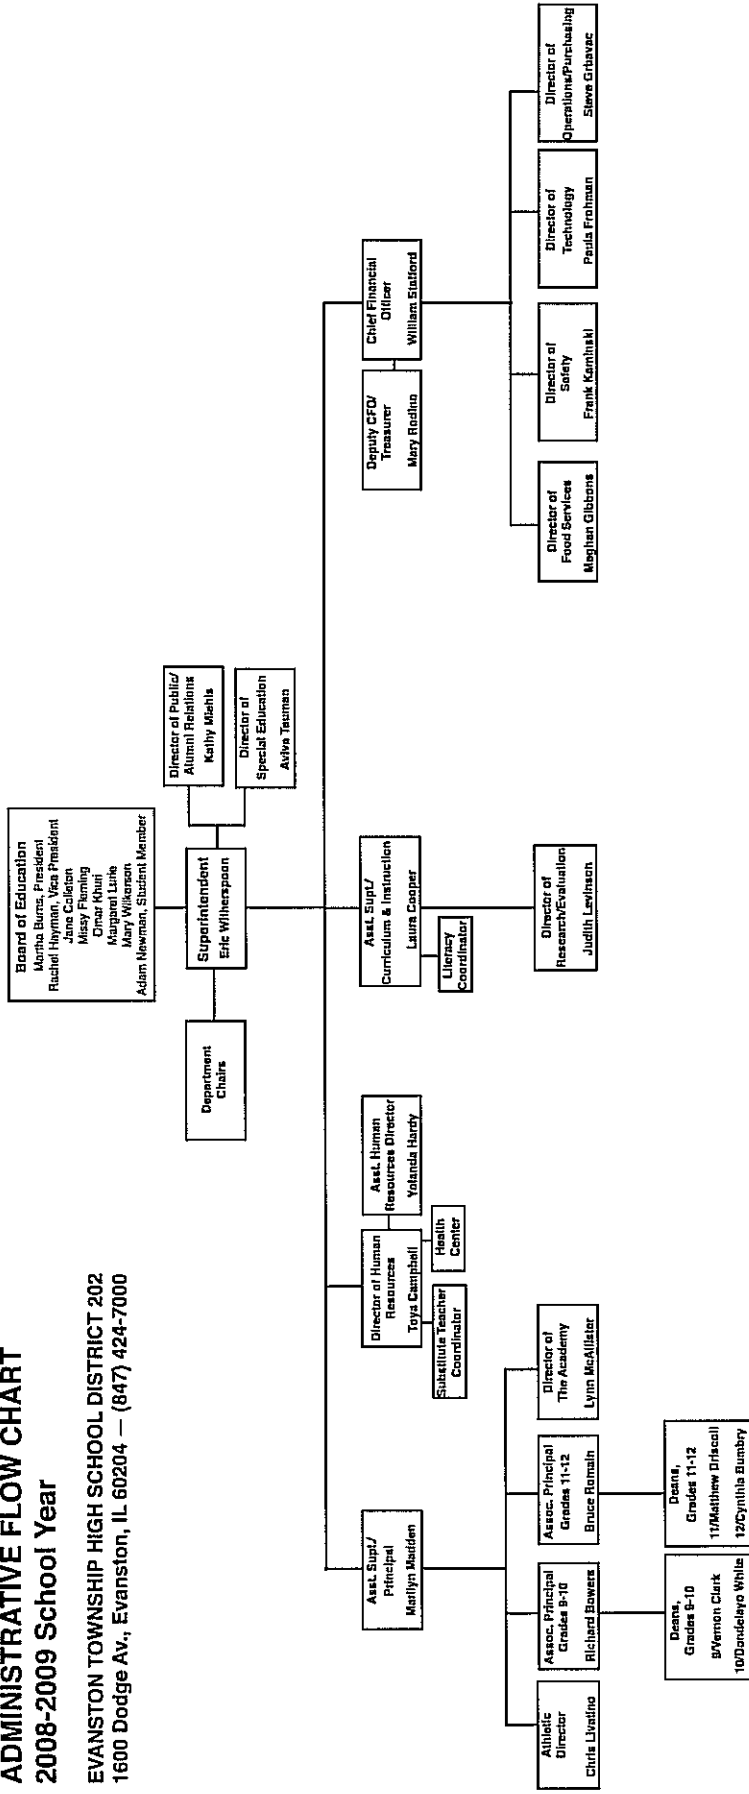 ADMINISTRATIVE FLOW CHART
2008-2009 School Year
EVANSTON TOWNSHIP HIGH SCHOOL DISTRICT 202
1600 Dodge Av., Evanston, IL 60204 — (847) 424-7000
Board of Education
Martha Burns, President
Rachel Hayman, Vice President
Jane Colleton
Missy Fleming
Omar Khuri
Margaret Lurie
Mary Wilkerson
Adam Newman, Student Member
Department
Chairs
Superintendent
Eric Witherspoon
Director of Public/
Alumni Relations
Kathy Miehls
Director of
Special Education
Aviva Tauman
Asst. Supt./
Principal
Marilyn Madden
Director of Human
Resources
Toya Campbell
Asst. Human
Resources Director
Yolanda Hardy
Substitute Teacher
Coordinator
Health
Center
Asst. Supt./
Curriculum & Instruction
Laura Cooper
Literacy
Coordinator
Deputy CFO/
Treasurer
Mary Rodino
Chief Financial
Officer
William Stafford
Athletic
Director
Chris Livatino
Assoc. Principal
Grades 9-10
Richard Bowers
Assoc. Principal
Grades 11-12
Bruce Romain
Director of
The Academy
Lynn McAllister
Director of
Research/Evaluation
Judith Levinson
Director of
Food Services
Meghan Gibbons
Director of
Safety
Frank Kaminski
Director of
Technology
Paula Frohman
Director of
Operations/Purchasing
Steve Grbavac
Deans,
Grades 9-10
9/Vernon Clark
10/Dondelayo White
Deans,
Grades 11-12
11/Matthew Driscoll
12/Cynthia Bumbry